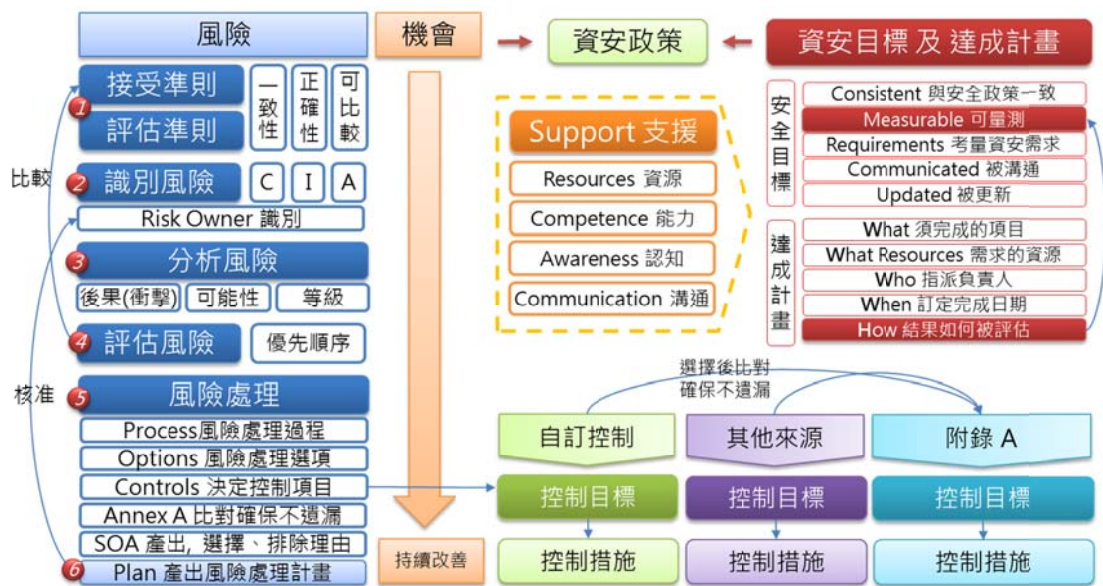 風險
機會
資安政策
資安目標 及 達成計畫
1
接受準則
評估準則
一致性
正確性
可比較
比較
2
識別風險
C
I
A
Risk Owner 識別
3
分析風險
後果(衝擊)
可能性
等級
4
評估風險
優先順序
核准
5
風險處理
Process風險處理過程
Options 風險處理選項
Controls 決定控制項目
Annex A 比對確保不遺漏
SOA 產出, 選擇、排除理由
6
Plan 產出風險處理計畫
持續改善
Support 支援
Resources 資源
Competence 能力
Awareness 認知
Communication 溝通
安全目標
Consistent 與安全政策一致
Measurable 可量測
Requirements 考量資安需求
Communicated 被溝通
Updated 被更新
達成計畫
What 須完成的項目
What Resources 需求的資源
Who 指派負責人
When 訂定完成日期
How 結果如何被評估
選擇後比對
確保不遺漏
自訂控制
其他來源
附錄 A
控制目標
控制目標
控制目標
控制措施
控制措施
控制措施